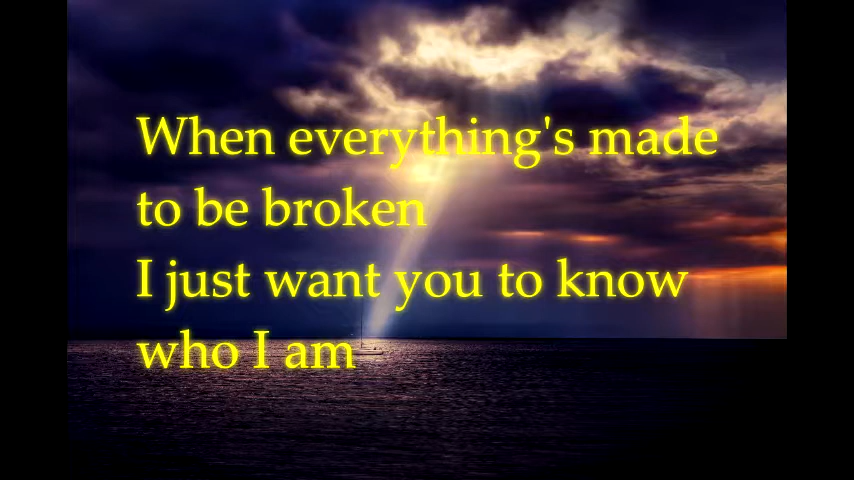 When everything's made
to be broken
I just want you to know
who I am